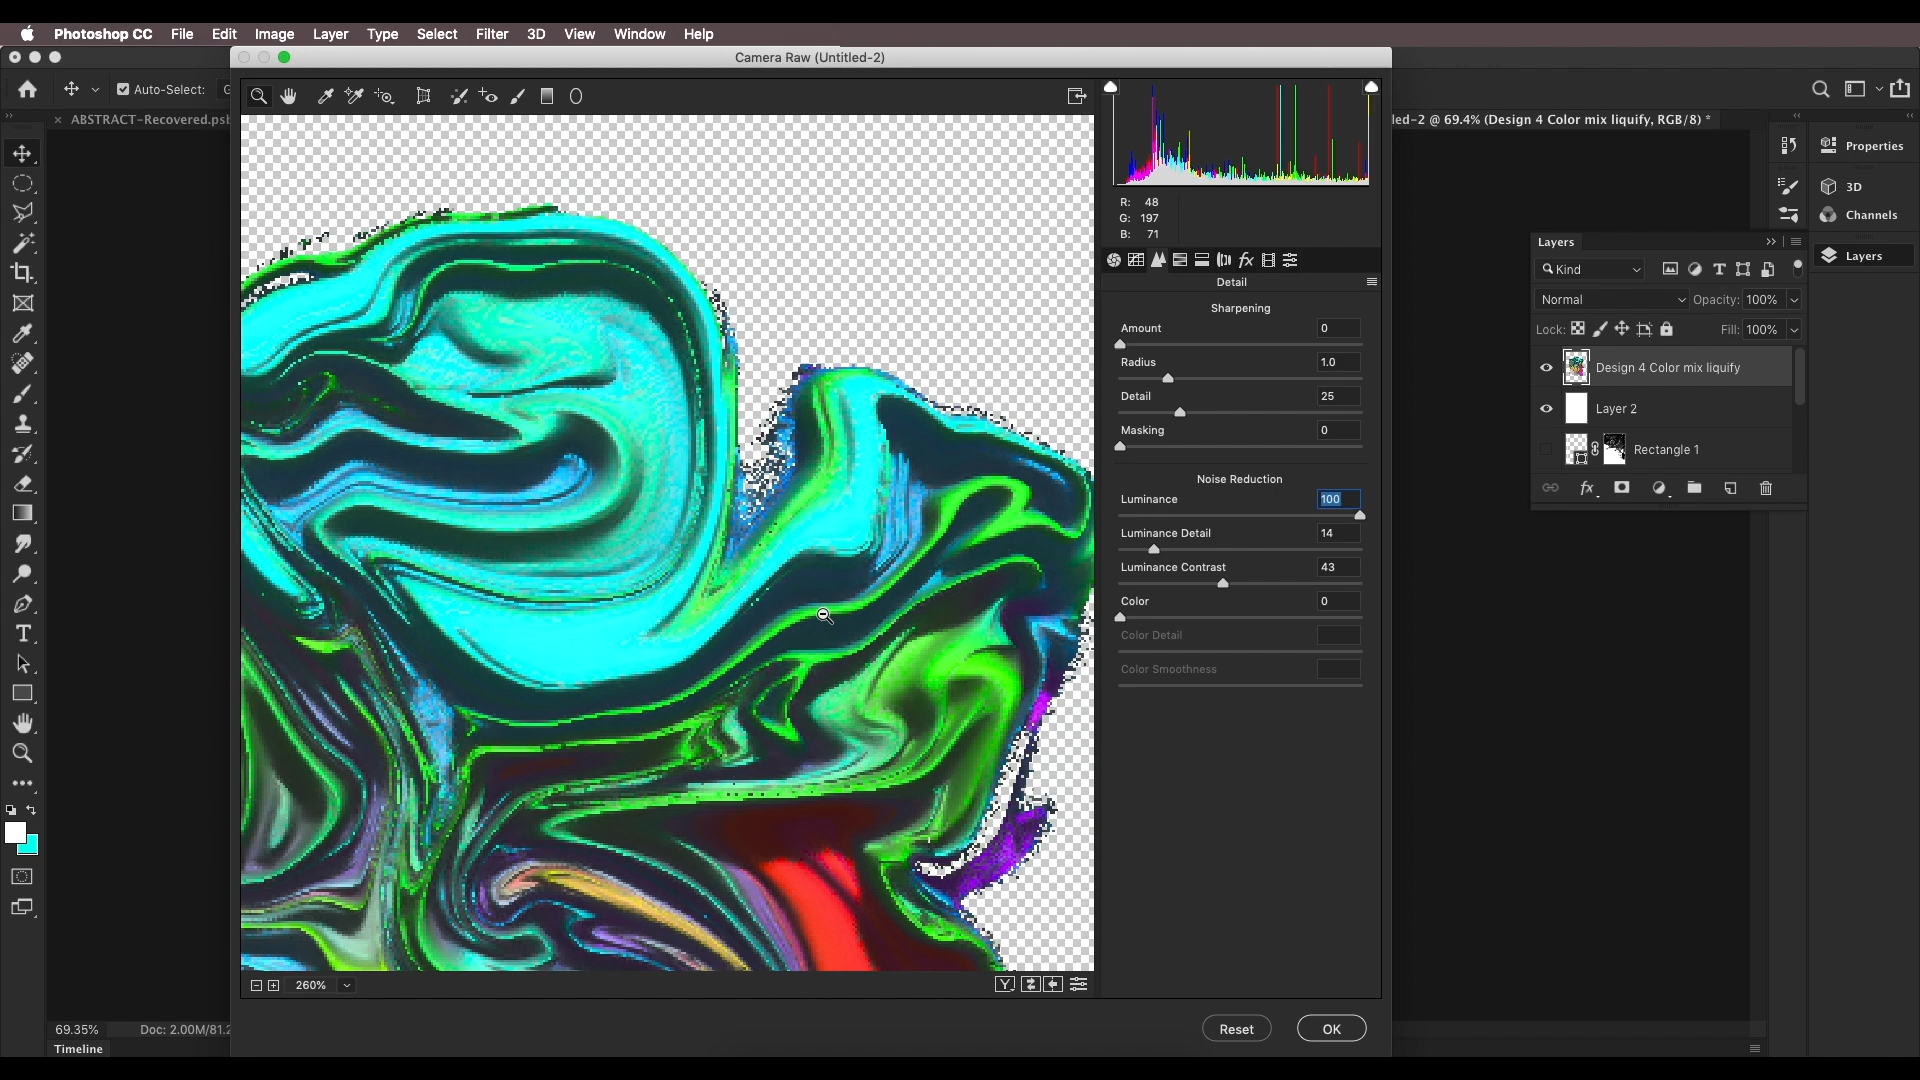 Photoshop CC File Edit Image Layer Type Select Filter 3D View Window Help
Camera Raw (Untitled-2)
Auto-Select:
× ABSTRACT-Recovered.psb
led-2 @ 69.4% (Design 4 Color mix liquify, RGB/8) *
R: 48
G: 197
B: 71
Detail
Sharpening
Amount 0
Radius 1.0
Detail 25
Masking 0
Noise Reduction
Luminance 100
Luminance Detail 14
Luminance Contrast 43
Color 0
Color Detail
Color Smoothness
260%
Reset OK
Properties
3D
Channels
Layers
Layers
Kind
Normal Opacity: 100%
Lock: Fill: 100%
Design 4 Color mix liquify
Layer 2
Rectangle 1
fx
69.35% Doc: 2.00M/81.2
Timeline